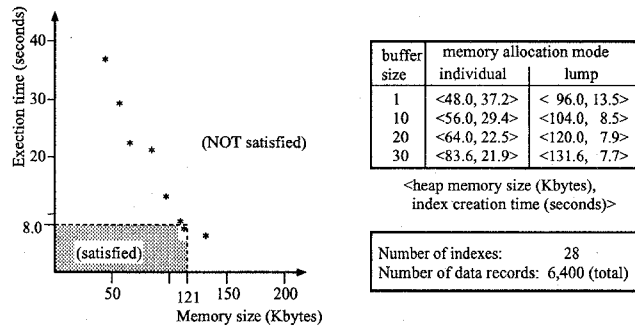 Exection time (seconds)
40
30
20
8.0
(NOT satisfied)
(satisfied)
50
100
121
150
200
Memory size (Kbytes)
buffer size
memory allocation mode
individual lump
1 <48.0, 37.2> < 96.0, 13.5>
10 <56.0, 29.4> <104.0, 8.5>
20 <64.0, 22.5> <120.0, 7.9>
30 <83.6, 21.9> <131.6, 7.7>
<heap memory size (Kbytes),
index creation time (seconds)>
Number of indexes: 28
Number of data records: 6,400 (total)